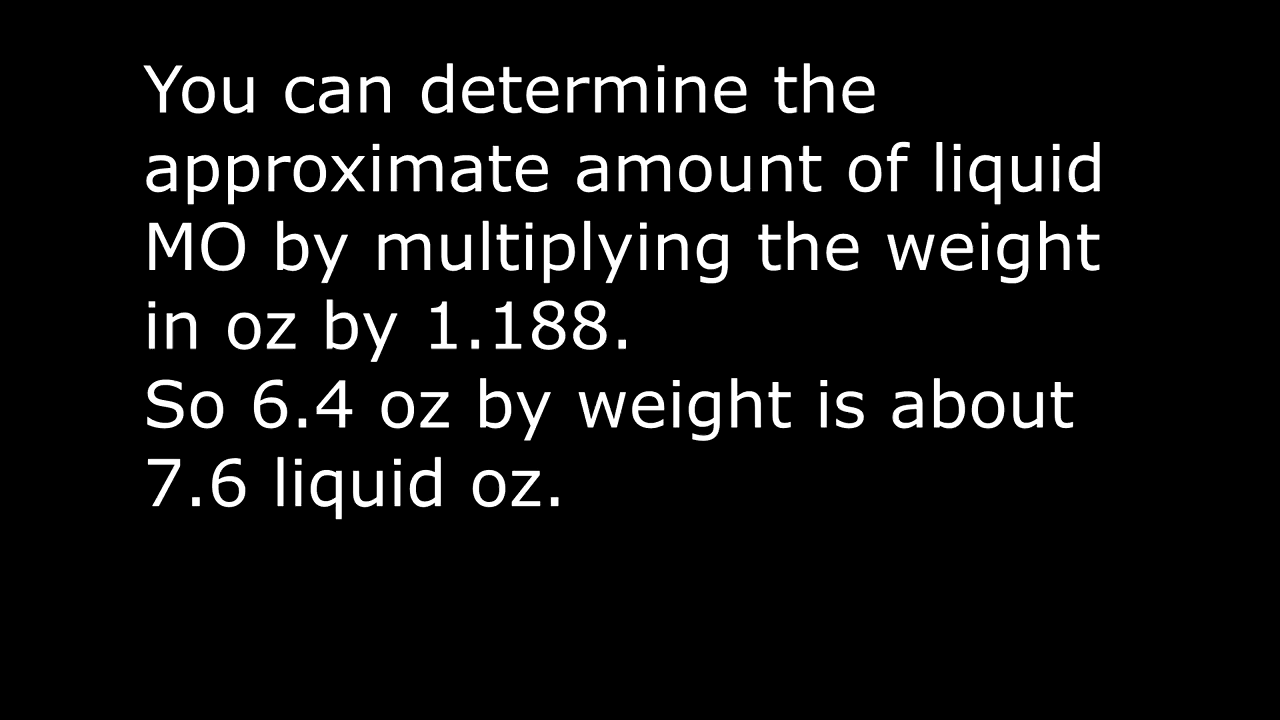 You can determine the
approximate amount of liquid
MO by multiplying the weight
in oz by 1.188.
So 6.4 oz by weight is about
7.6 liquid oz.